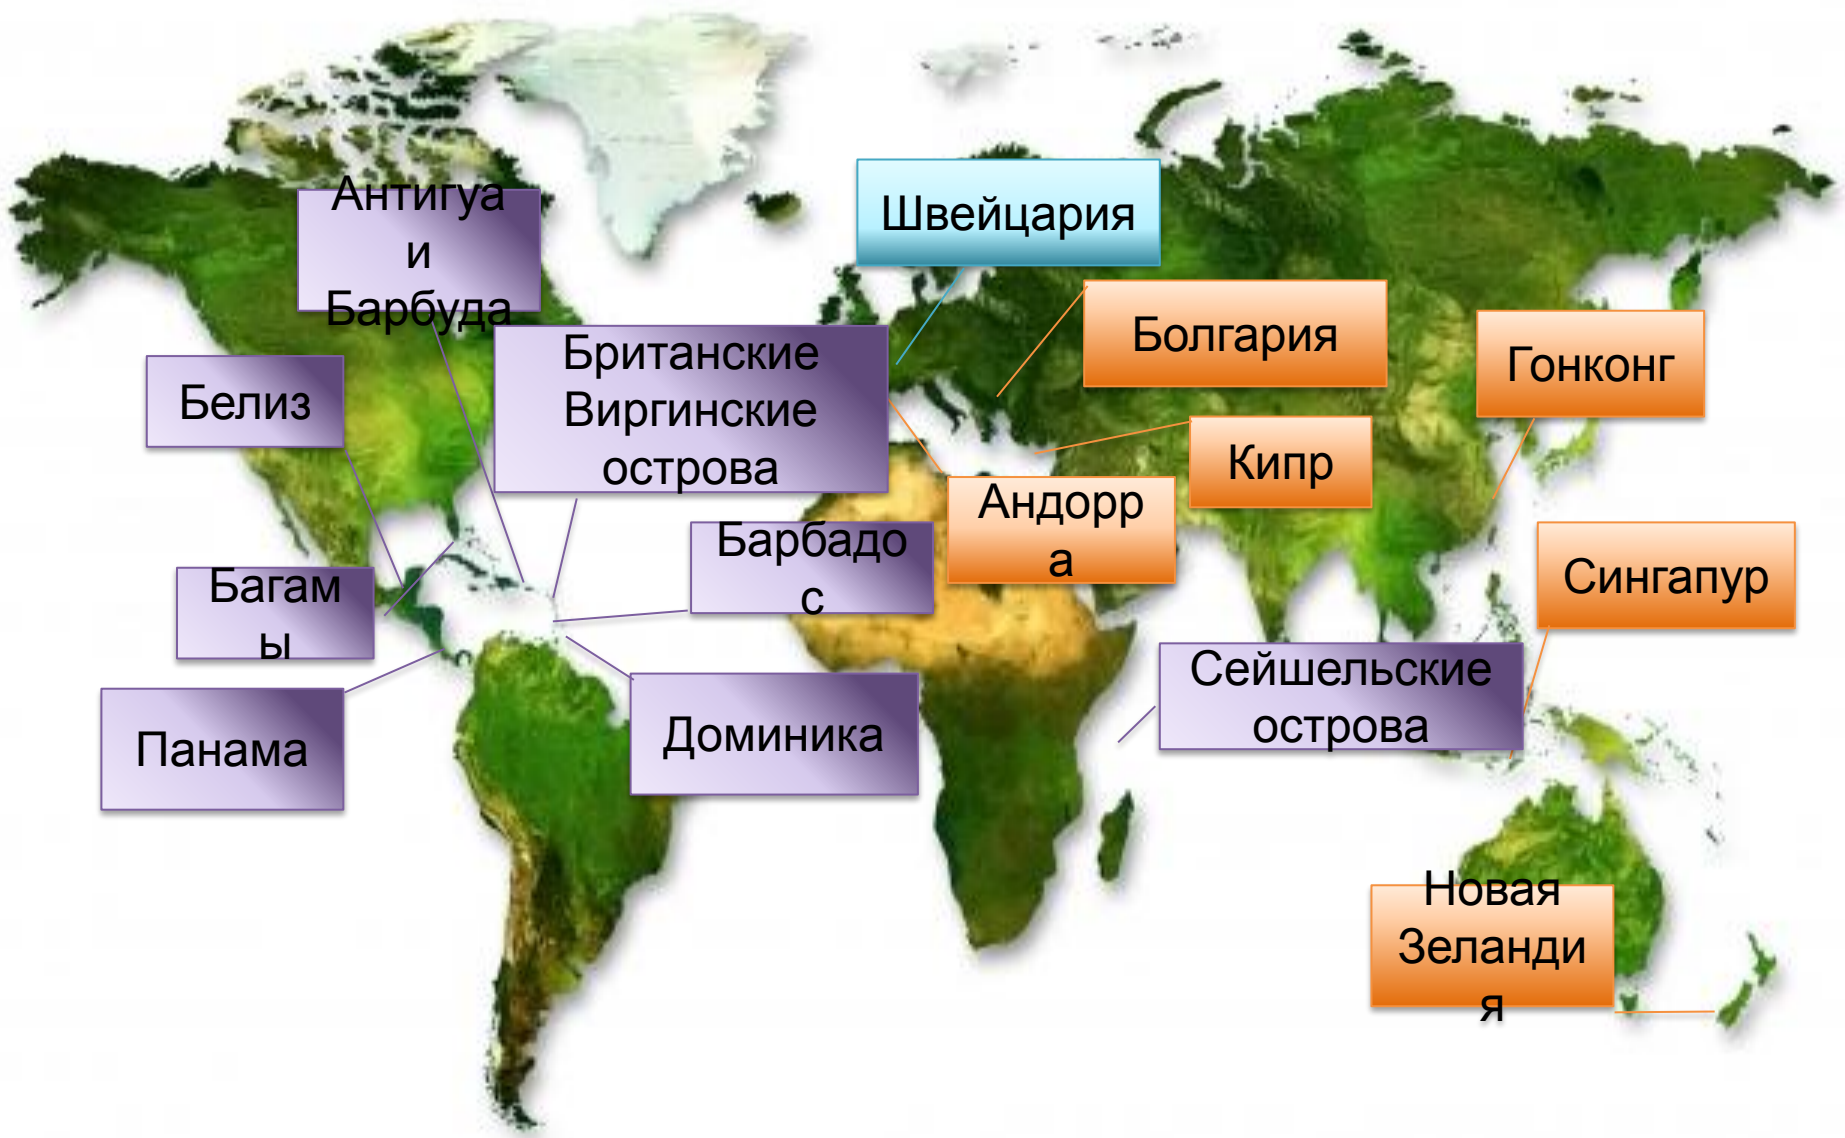 Антигуа
и
Барбуда
Швейцария
Болгария
Гонконг
Британские
Виргинские
острова
Белиз
Кипр
Андорр
а
Барбадо
с
Сингапур
Багам
ы
Сейшельские
острова
Панама
Доминика
Новая
Зеланди
я